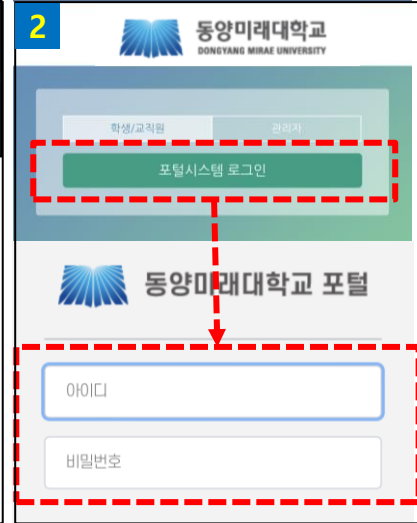 2
동양미래대학교
DONGYANG MIRAE UNIVERSITY
학생/교직원 관리자
포털시스템 로그인
동양미래대학교 포털
아이디
비밀번호